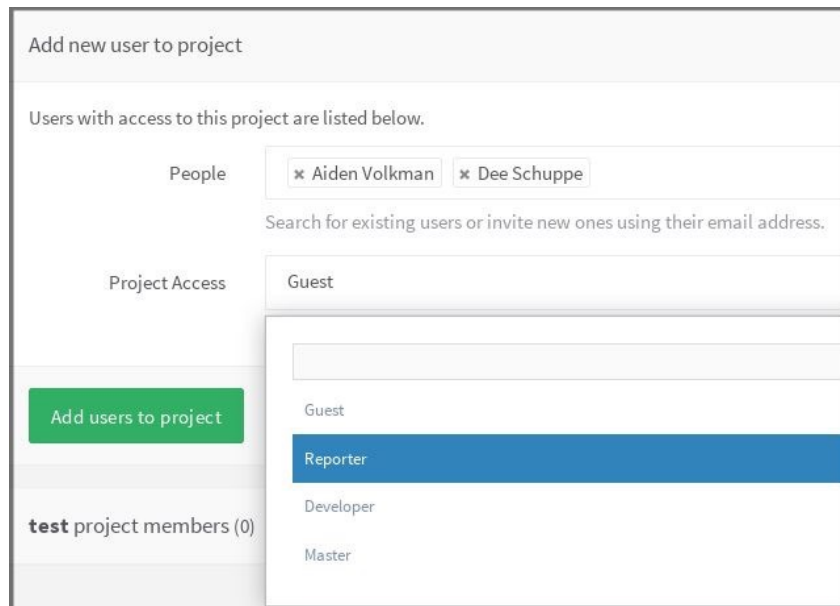 Add new user to project
Users with access to this project are listed below.
People
× Aiden Volkman × Dee Schuppe
Search for existing users or invite new ones using their email address.
Project Access
Guest
Guest
Reporter
Developer
Master
Add users to project
test project members (0)